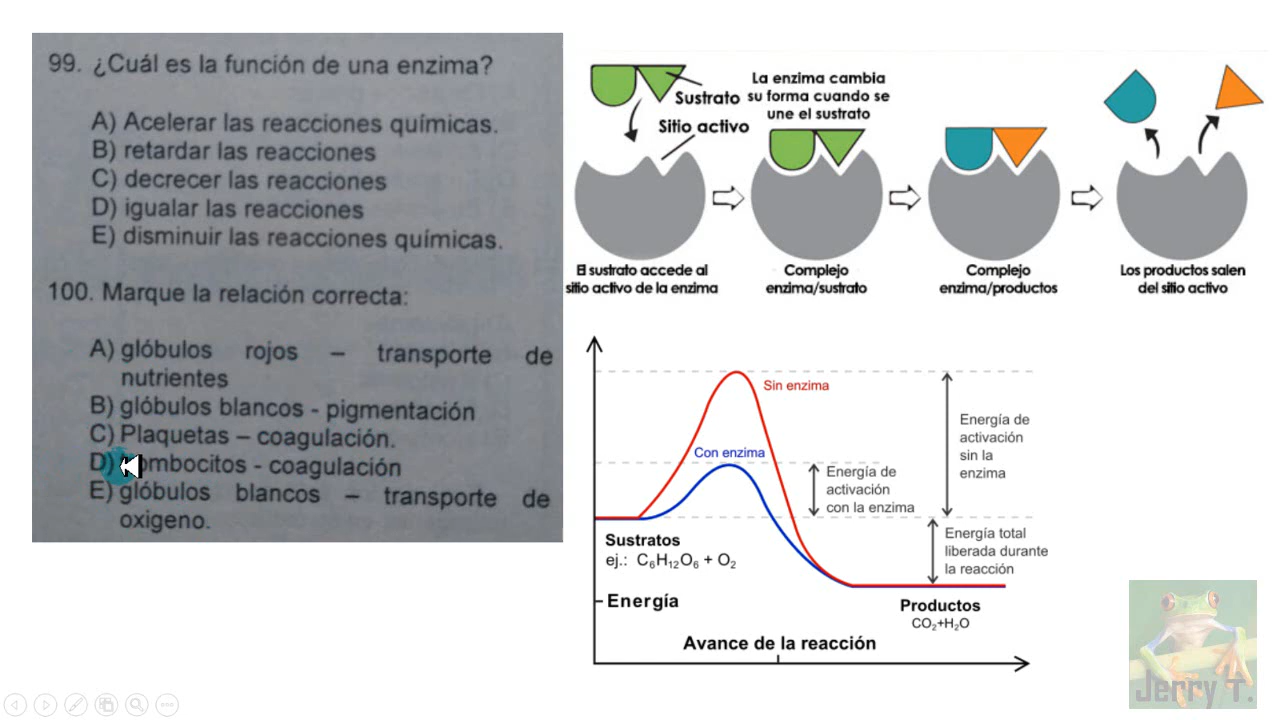 99. ¿Cuál es la función de una enzima?
A) Acelerar las reacciones químicas.
B) retardar las reacciones
C) decrecer las reacciones
D) igualar las reacciones
E) disminuir las reacciones químicas.
100. Marque la relación correcta:
A) glóbulos rojos – transporte de
nutrientes
B) glóbulos blancos - pigmentación
C) Plaquetas – coagulación.
D) - coagulación
E) glóbulos blancos – transporte de
oxigeno.
Sustrato
Sitio activo
La enzima cambia
su forma cuando se
une el sustrato
El sustrato accede al
sitio activo de la enzima
Complejo
enzima/sustrato
Complejo
enzima/productos
Los productos salen
del sitio activo
Sin enzima
Con enzima
Energía de
activación
con la enzima
Energía de
activación
sin la
enzima
Energía total
liberada durante
la reacción
Sustratos
ej.: C₆H₁₂O₆ + O₂
Energía
Productos
CO₂+H₂O
Avance de la reacción
Jerry T.